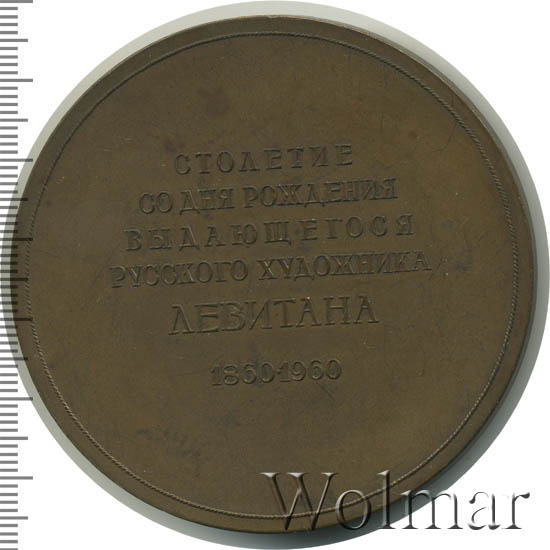 СТОЛЕТИЕ
СО ДНЯ РОЖДЕНИЯ
ВЫДАЮЩЕГОСЯ
РУССКОГО ХУДОЖНИКА
ЛЕВИТАНА
1860·1960
Wolmar